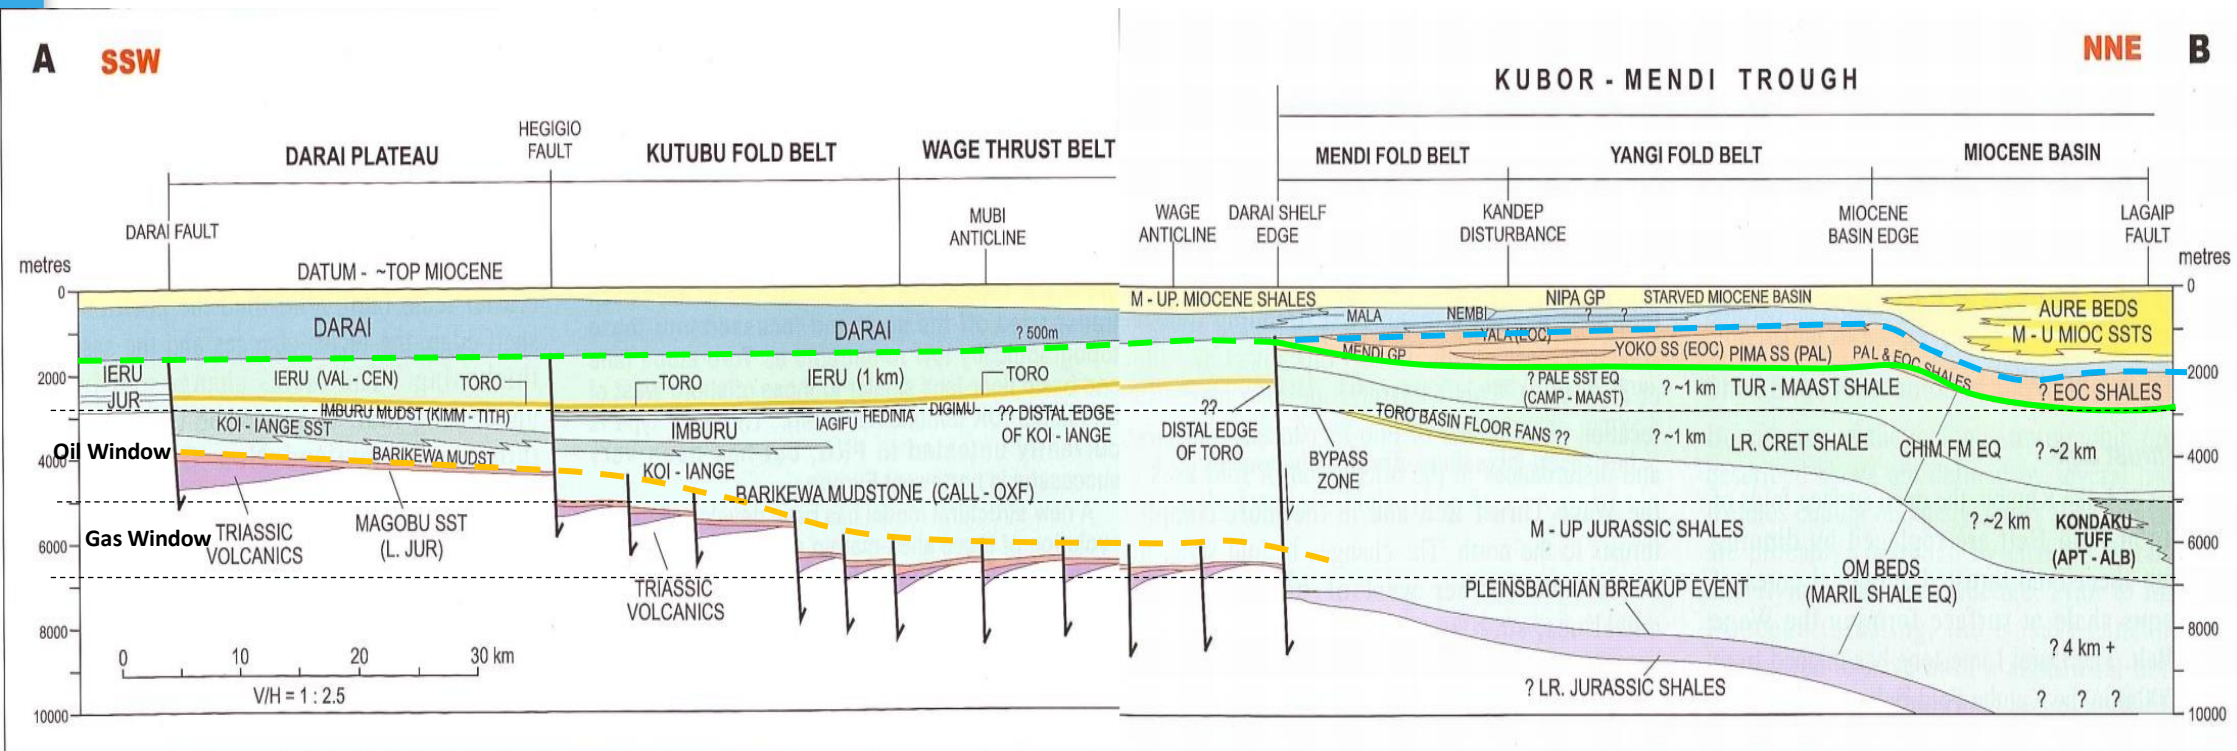 A SSW
NNE B
KUBOR - MENDI TROUGH
HEGIGIO
FAULT
DARAI PLATEAU
KUTUBU FOLD BELT
WAGE THRUST BELT
MENDI FOLD BELT
YANGI FOLD BELT
MIOCENE BASIN
DARAI FAULT
MUBI
ANTICLINE
WAGE
ANTICLINE
DARAI SHELF
EDGE
KANDEP
DISTURBANCE
MIOCENE
BASIN EDGE
LAGAIP
FAULT
metres
DATUM - ~TOP MIOCENE
metres
0
0
M - UP. MIOCENE SHALES
NIPA GP
STARVED MIOCENE BASIN
AURE BEDS
M - U MIOC SSTS
DARAI
DARAI
? 500m
MALA
NEMBI
? ?
YALA (EOC)
MENDI GP
YOKO SS (EOC)
PIMA SS (PAL)
PAL & EOC SHALES
2000
IERU
IERU (VAL - CEN)
TORO
TORO
IERU (1 km)
TORO
2000
? EOC SHALES
JUR
? PALE SST EQ
(CAMP - MAAST)
? ~1 km
TUR - MAAST SHALE
KOI - IANGE SST
IMBURU MUDST (KIMM - TITH)
IMBURU
IAGIFU
HEDINIA
DIGIMU
?? DISTAL EDGE
OF KOI - IANGE
??
DISTAL EDGE
OF TORO
TORO BASIN FLOOR FANS ??
? ~1 km
LR. CRET SHALE
CHIM FM EQ
? ~2 km
Oil Window
4000
BARIKEWA MUDST
KOI - IANGE
BYPASS
ZONE
4000
BARIKEWA MUDSTONE (CALL - OXF)
Gas Window
TRIASSIC
VOLCANICS
MAGOBU SST
(L. JUR)
M - UP JURASSIC SHALES
? ~2 km
KONDAKU
TUFF
(APT - ALB)
6000
6000
TRIASSIC
VOLCANICS
PLEINSBACHIAN BREAKUP EVENT
OM BEDS
(MARIL SHALE EQ)
8000
8000
0 10 20 30 km
V/H = 1 : 2.5
? 4 km +
? LR. JURASSIC SHALES
? ? ?
10000
10000